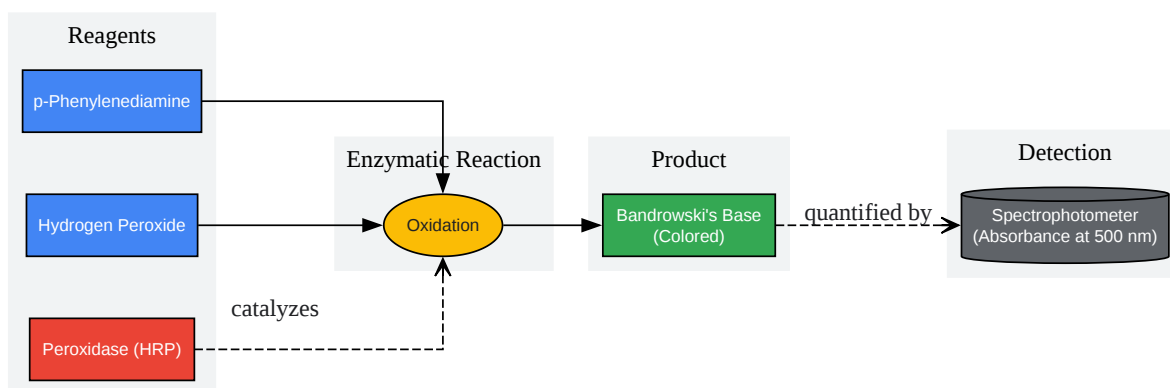 Reagents
p-Phenylenediamine
Hydrogen Peroxide
Peroxidase (HRP)
catalyzes
Enzymatic Reaction
Oxidation
Product
Bandrowski's Base
(Colored)
quantified by
Detection
Spectrophotometer
(Absorbance at 500 nm)